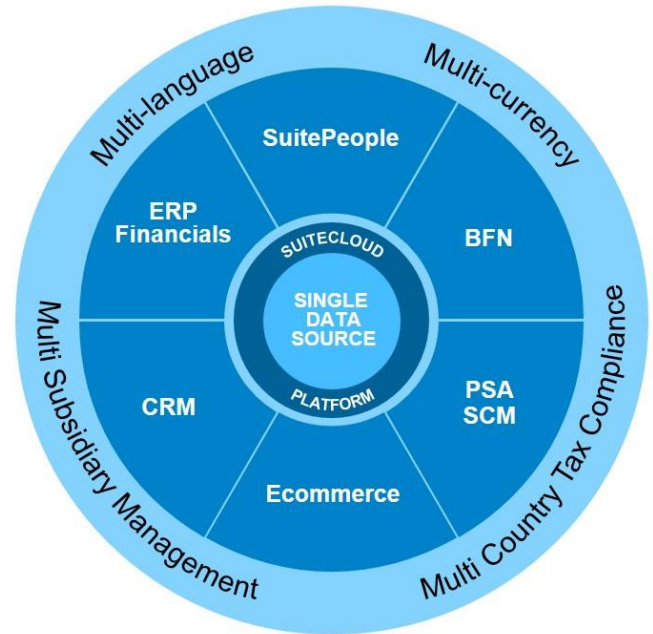 Multi-language
Multi-currency
SuitePeople
ERP
Financials
BFN
SUITECLOUD
SINGLE
DATA
SOURCE
PLATFORM
CRM
PSA
SCM
Ecommerce
Multi Subsidiary Management
Multi Country Tax Compliance